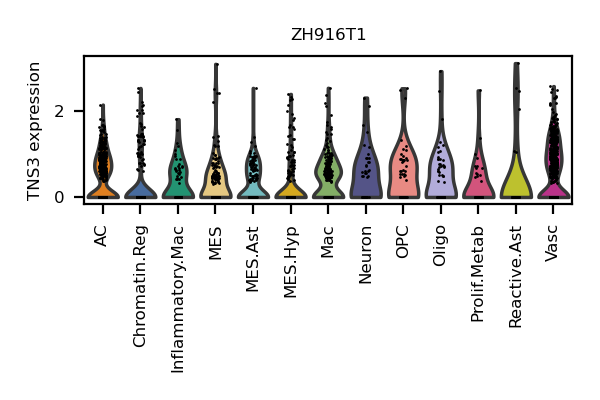 ZH916T1
TNS3 expression
2
0
AC
Chromatin.Reg
Inflammatory.Mac
MES
MES.Ast
MES.Hyp
Mac
Neuron
OPC
Oligo
Prolif.Metab
Reactive.Ast
Vasc